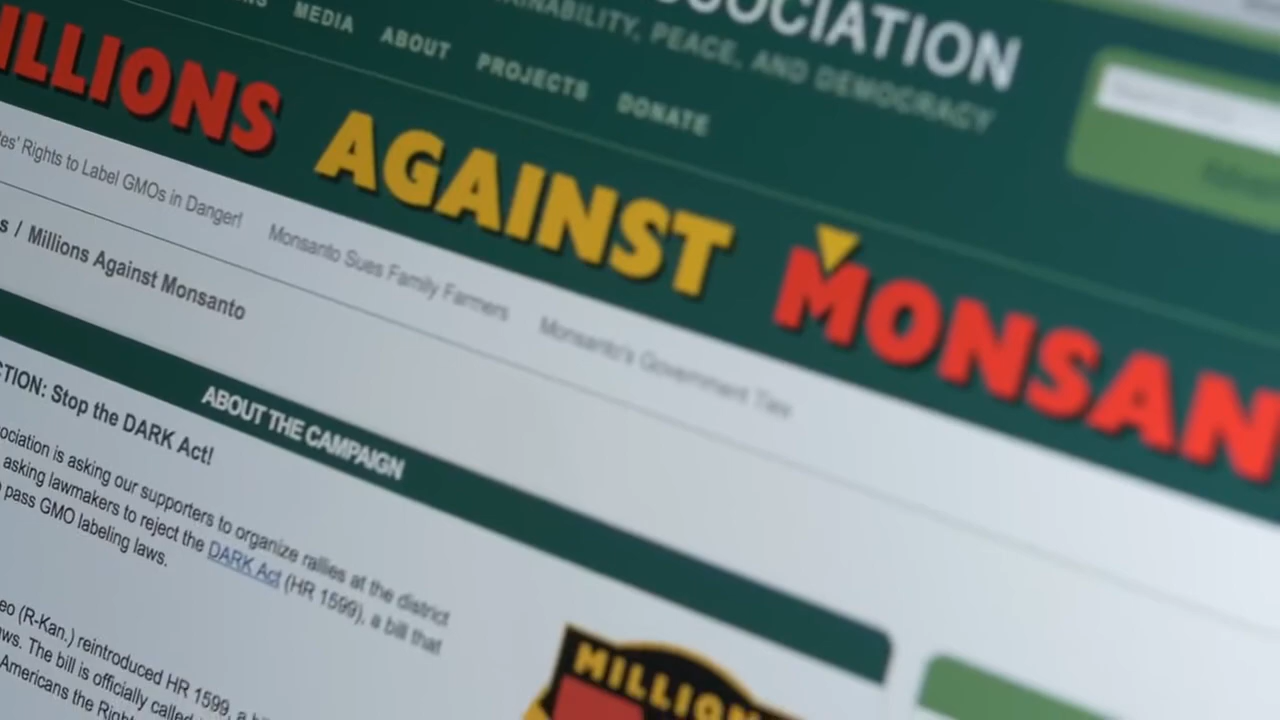 SOCIATION
AINABILITY, PEACE, AND DEMOCRACY
MEDIA ABOUT PROJECTS DONATE
ILLIONS AGAINST MONSAN
es' Rights to Label GMOs in Danger! Monsanto Sues Family Farmers Monsanto's Government Ties
s / Millions Against Monsanto
ABOUT THE CAMPAIGN
CTION: Stop the DARK Act!
ociation is asking our supporters to organize rallies at the district
asking lawmakers to reject the DARK Act (HR 1599), a bill that
pass GMO labeling laws.
eo (R-Kan.) reintroduced HR 1599, a
ws. The bill is officially called
Americans the Right
MILLION